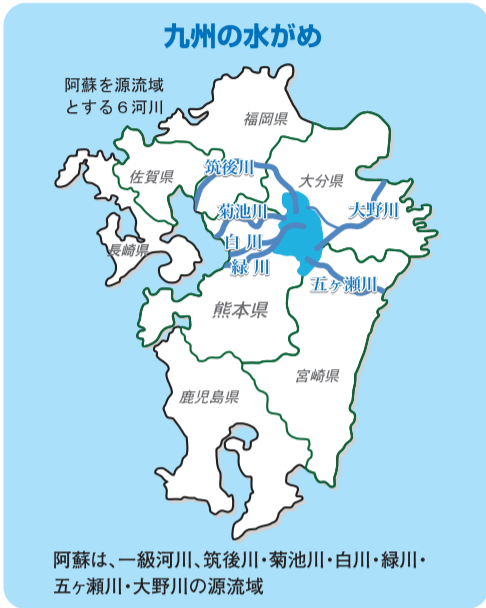 九州の水がめ
阿蘇を源流域
とする6河川
福岡県
佐賀県
筑後川
大分県
菊池川
大野川
白川
長崎県
緑川
五ヶ瀬川
熊本県
宮崎県
鹿児島県
阿蘇は、一級河川、筑後川・菊池川・白川・緑川・
五ヶ瀬川・大野川の源流域